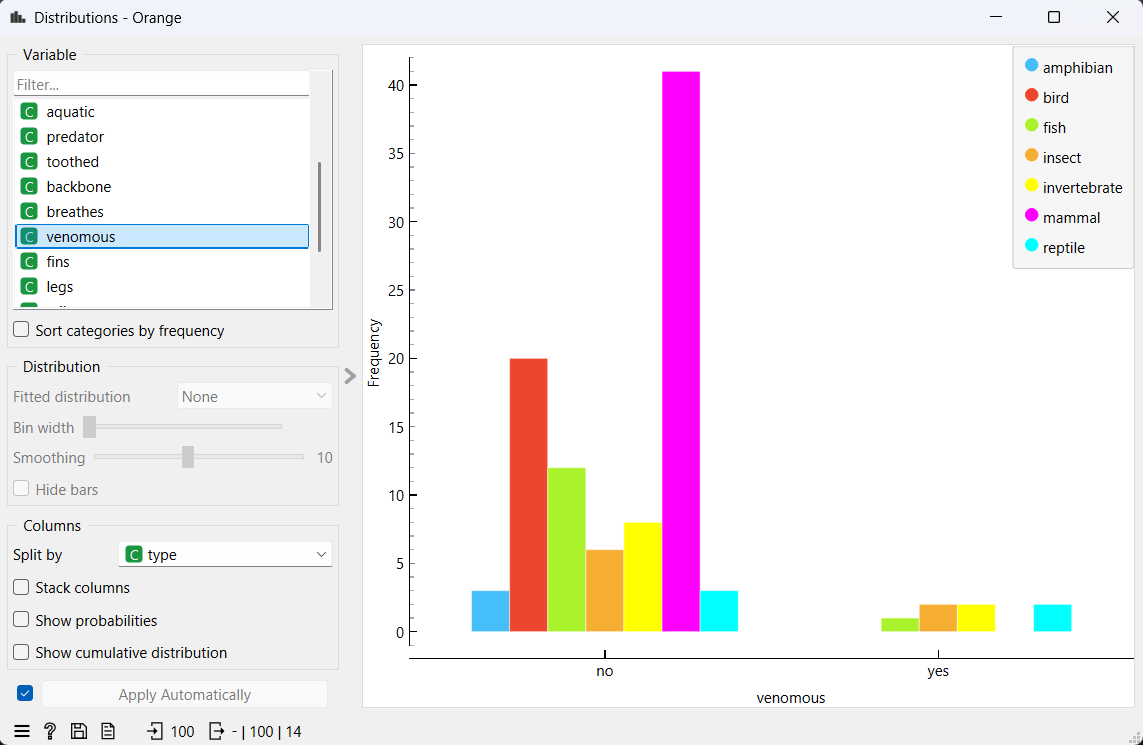 Distributions - Orange
Variable
Filter...
C aquatic
C predator
C toothed
C backbone
C breathes
C venomous
C fins
C legs
Sort categories by frequency
Distribution
Fitted distribution None
Bin width
Smoothing 10
Hide bars
Columns
Split by C type
Stack columns
Show probabilities
Show cumulative distribution
Apply Automatically
? 100 - | 100 | 14
Frequency
40
35
30
25
20
15
10
5
0
no yes
venomous
amphibian
bird
fish
insect
invertebrate
mammal
reptile